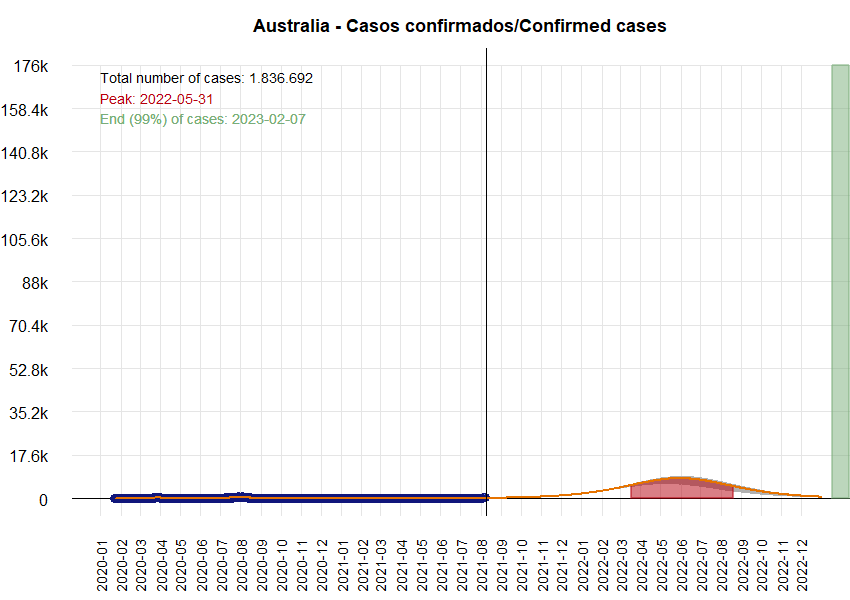 Australia - Casos confirmados/Confirmed cases
Total number of cases: 1.836.692
Peak: 2022-05-31
End (99%) of cases: 2023-02-07
176k
158.4k
140.8k
123.2k
105.6k
88k
70.4k
52.8k
35.2k
17.6k
0
2020-01
2020-02
2020-03
2020-04
2020-05
2020-06
2020-07
2020-08
2020-09
2020-10
2020-11
2020-12
2021-01
2021-02
2021-03
2021-04
2021-05
2021-06
2021-07
2021-08
2021-09
2021-10
2021-11
2021-12
2022-01
2022-02
2022-03
2022-04
2022-05
2022-06
2022-07
2022-08
2022-09
2022-10
2022-11
2022-12